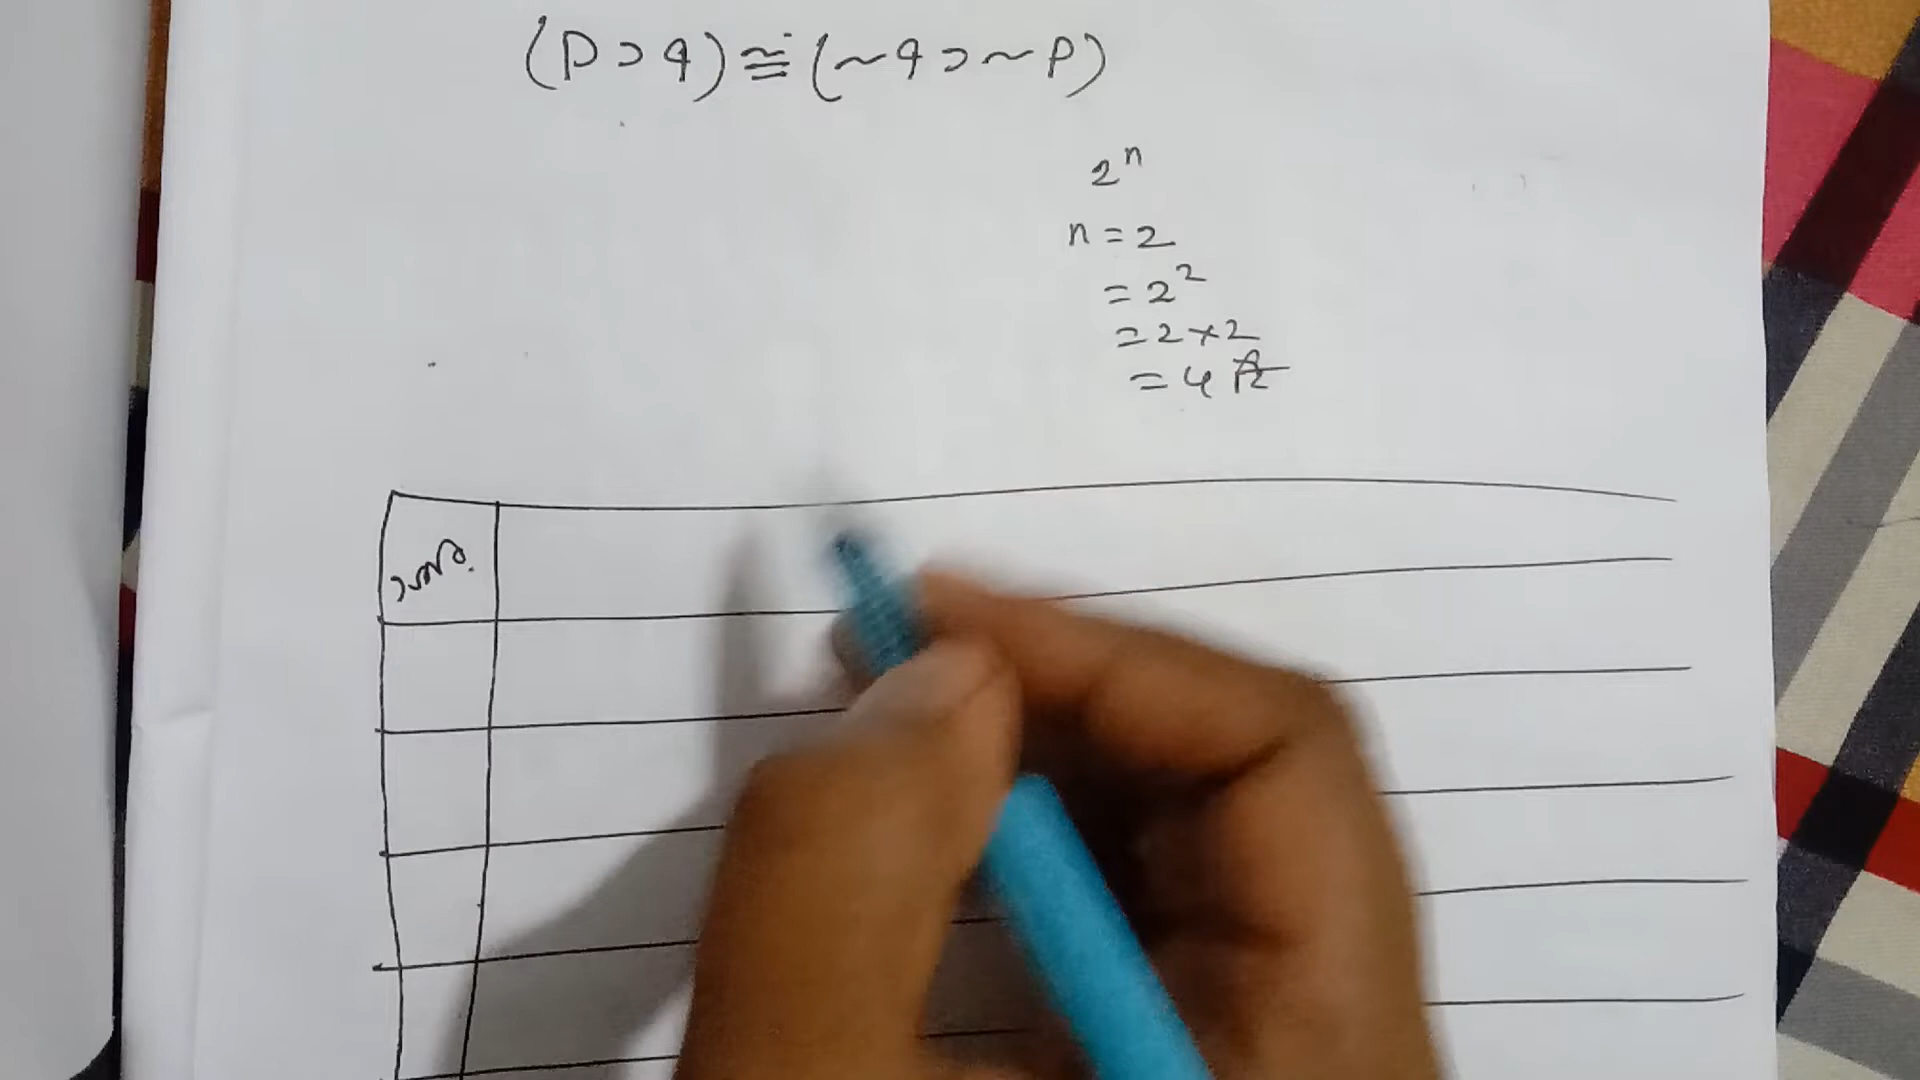 (P ⊃ q) ≅ (~q ⊃ ~P)
2ⁿ
n = 2
= 2²
= 2 × 2
= 4 টি